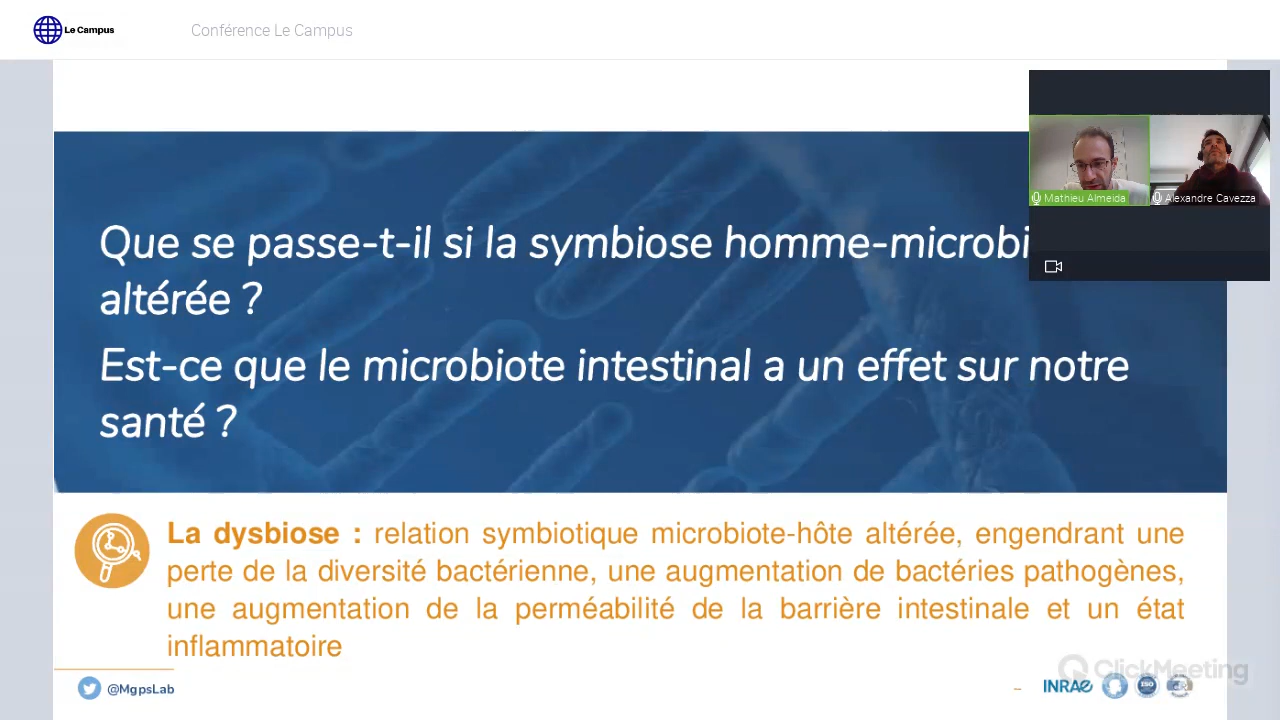 Le Campus
Conférence Le Campus
Que se passe-t-il si la symbiose homme-microbi
altérée ?
Est-ce que le microbiote intestinal a un effet sur notre
santé ?
Mathieu Almeida
Alexandre Cavezza
La dysbiose : relation symbiotique microbiote-hôte altérée, engendrant une
perte de la diversité bactérienne, une augmentation de bactéries pathogènes,
une augmentation de la perméabilité de la barrière intestinale et un état
inflammatoire
ClickMeeting
@MgpsLab
INRAE
ISO